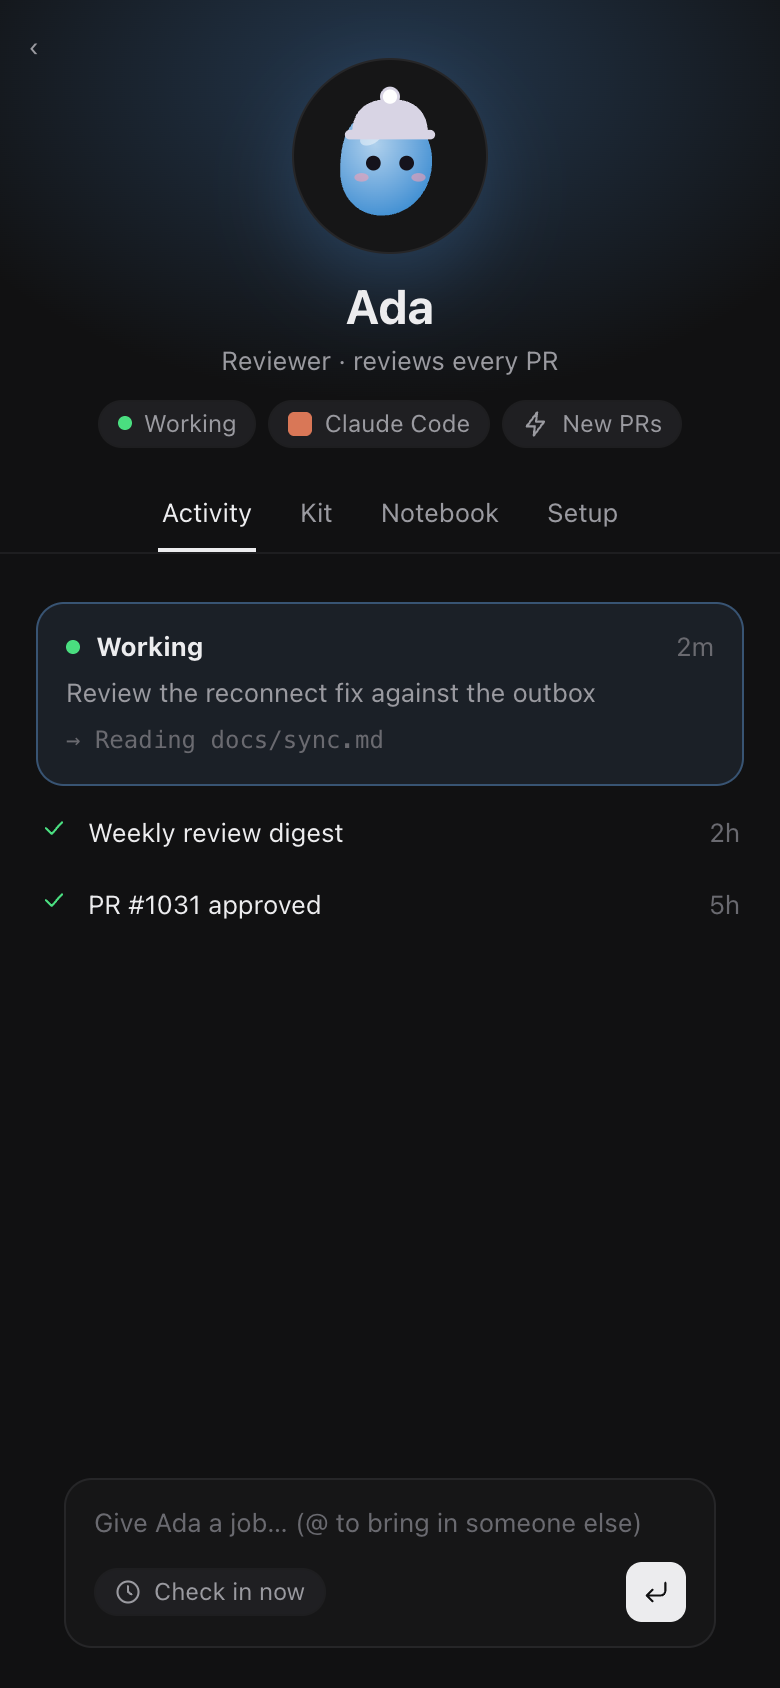 ‹
Ada
Reviewer · reviews every PR
Working
Claude Code
New PRs
Activity
Kit
Notebook
Setup
Working
2m
Review the reconnect fix against the outbox
→ Reading docs/sync.md
Weekly review digest
2h
PR #1031 approved
5h
Give Ada a job… (@ to bring in someone else)
Check in now